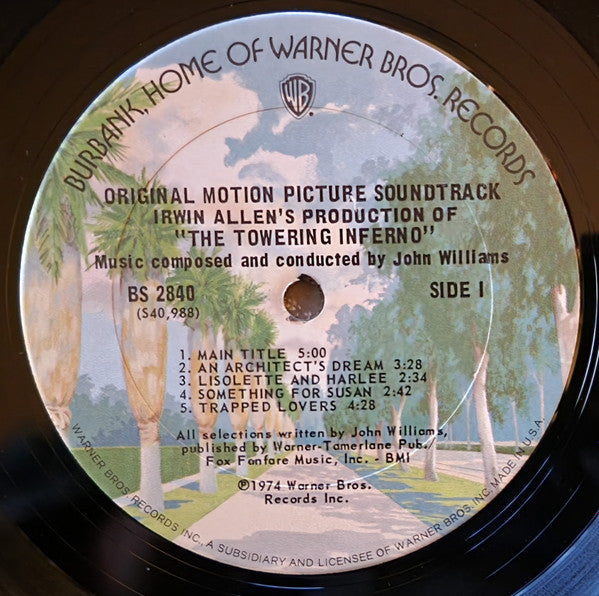 BURBANK, HOME OF WARNER BROS. RECORDS
WB
ORIGINAL MOTION PICTURE SOUNDTRACK
IRWIN ALLEN'S PRODUCTION OF
"THE TOWERING INFERNO"
Music composed and conducted by John Williams
BS 2840
(S40,988)
SIDE I
1. MAIN TITLE 5:00
2. AN ARCHITECT'S DREAM 3:28
3. LISOLETTE AND HARLEE 2:34
4. SOMETHING FOR SUSAN 2:42
5. TRAPPED LOVERS 4:28
All selections written by John Williams,
published by Warner-Tamerlane Pub.
Fox Fanfare Music, Inc. - BMI
℗1974 Warner Bros.
Records Inc.
WARNER BROS. RECORDS INC., A SUBSIDIARY AND LICENSEE OF WARNER BROS. INC. MADE IN U.S.A.